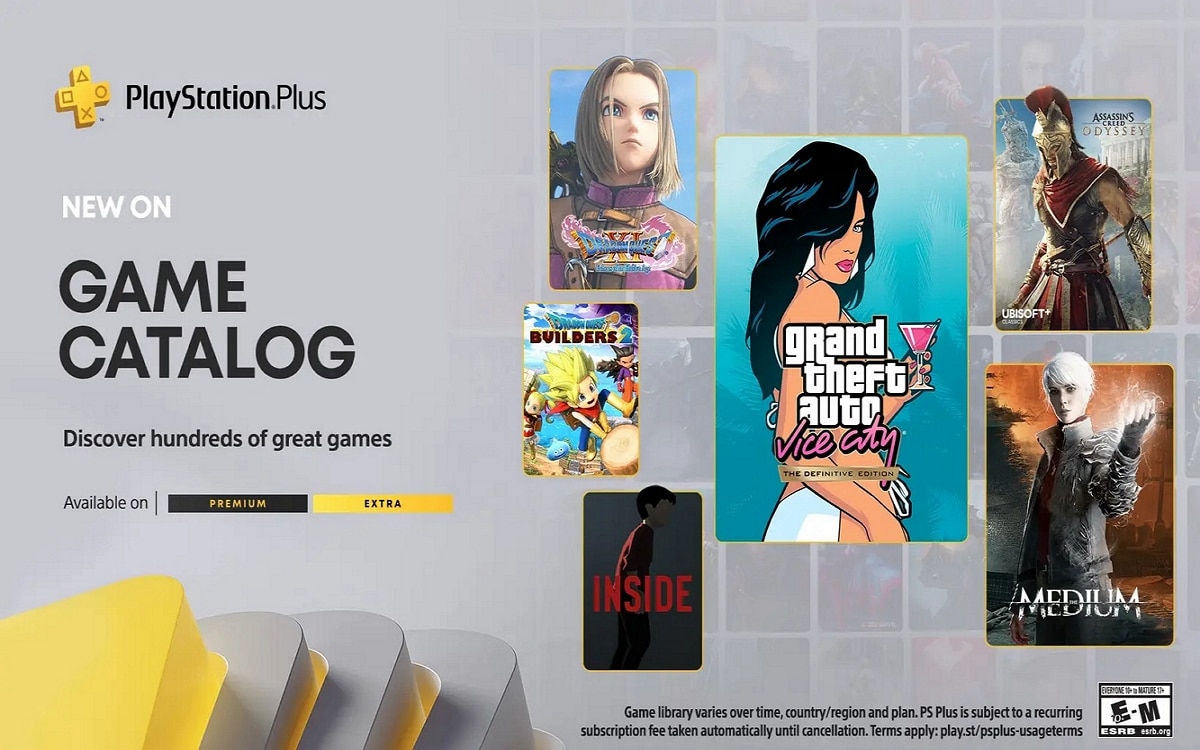 PlayStation.Plus
NEW ON
GAME
CATALOG
Discover hundreds of great games
Available on
PREMIUM
EXTRA
DRAGON QUEST
XI
DRAGON QUEST
BUILDERS 2
INSIDE
grand
theft
auto
Vice City
THE DEFINITIVE EDITION
ASSASSIN'S
CREED
ODYSSEY
UBISOFT+
CLASSICS
THE MEDIUM
Game library varies over time, country/region and plan. PS Plus is subject to a recurring
subscription fee taken automatically until cancellation. Terms apply: play.st/psplus-usageterms
EVERYONE 10+ to MATURE 17+
E-M
10+
ESRB esrb.org